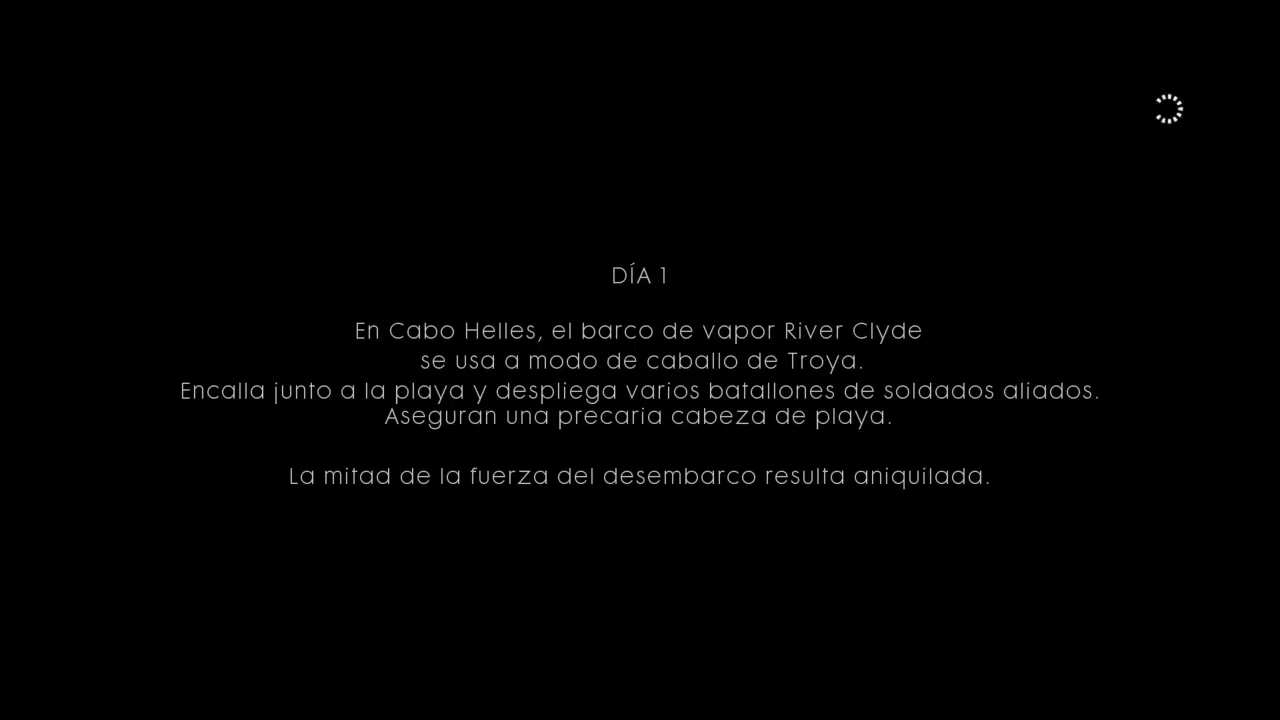 DÍA 1
En Cabo Helles, el barco de vapor River Clyde
se usa a modo de caballo de Troya.
Encalla junto a la playa y despliega varios batallones de soldados aliados.
Aseguran una precaria cabeza de playa.
La mitad de la fuerza del desembarco resulta aniquilada.